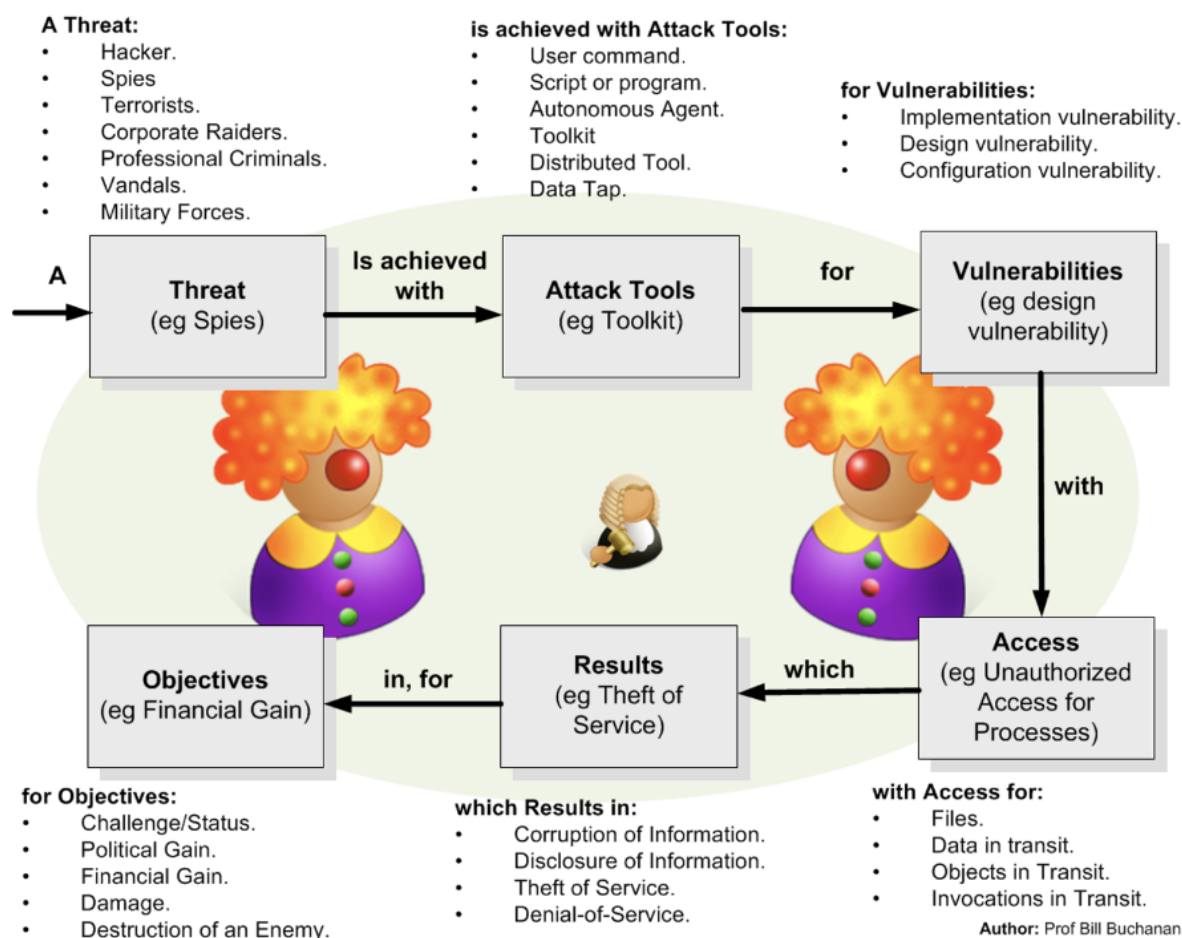 A Threat:
• Hacker.
• Spies
• Terrorists.
• Corporate Raiders.
• Professional Criminals.
• Vandals.
• Military Forces.
is achieved with Attack Tools:
• User command.
• Script or program.
• Autonomous Agent.
• Toolkit
• Distributed Tool.
• Data Tap.
for Vulnerabilities:
• Implementation vulnerability.
• Design vulnerability.
• Configuration vulnerability.
A
Threat
(eg Spies)
Is achieved
with
Attack Tools
(eg Toolkit)
for
Vulnerabilities
(eg design
vulnerability)
with
Access
(eg Unauthorized
Access for
Processes)
which
Results
(eg Theft of
Service)
in, for
Objectives
(eg Financial Gain)
for Objectives:
• Challenge/Status.
• Political Gain.
• Financial Gain.
• Damage.
• Destruction of an Enemy.
which Results in:
• Corruption of Information.
• Disclosure of Information.
• Theft of Service.
• Denial-of-Service.
with Access for:
• Files.
• Data in transit.
• Objects in Transit.
• Invocations in Transit.
Author: Prof Bill Buchanan